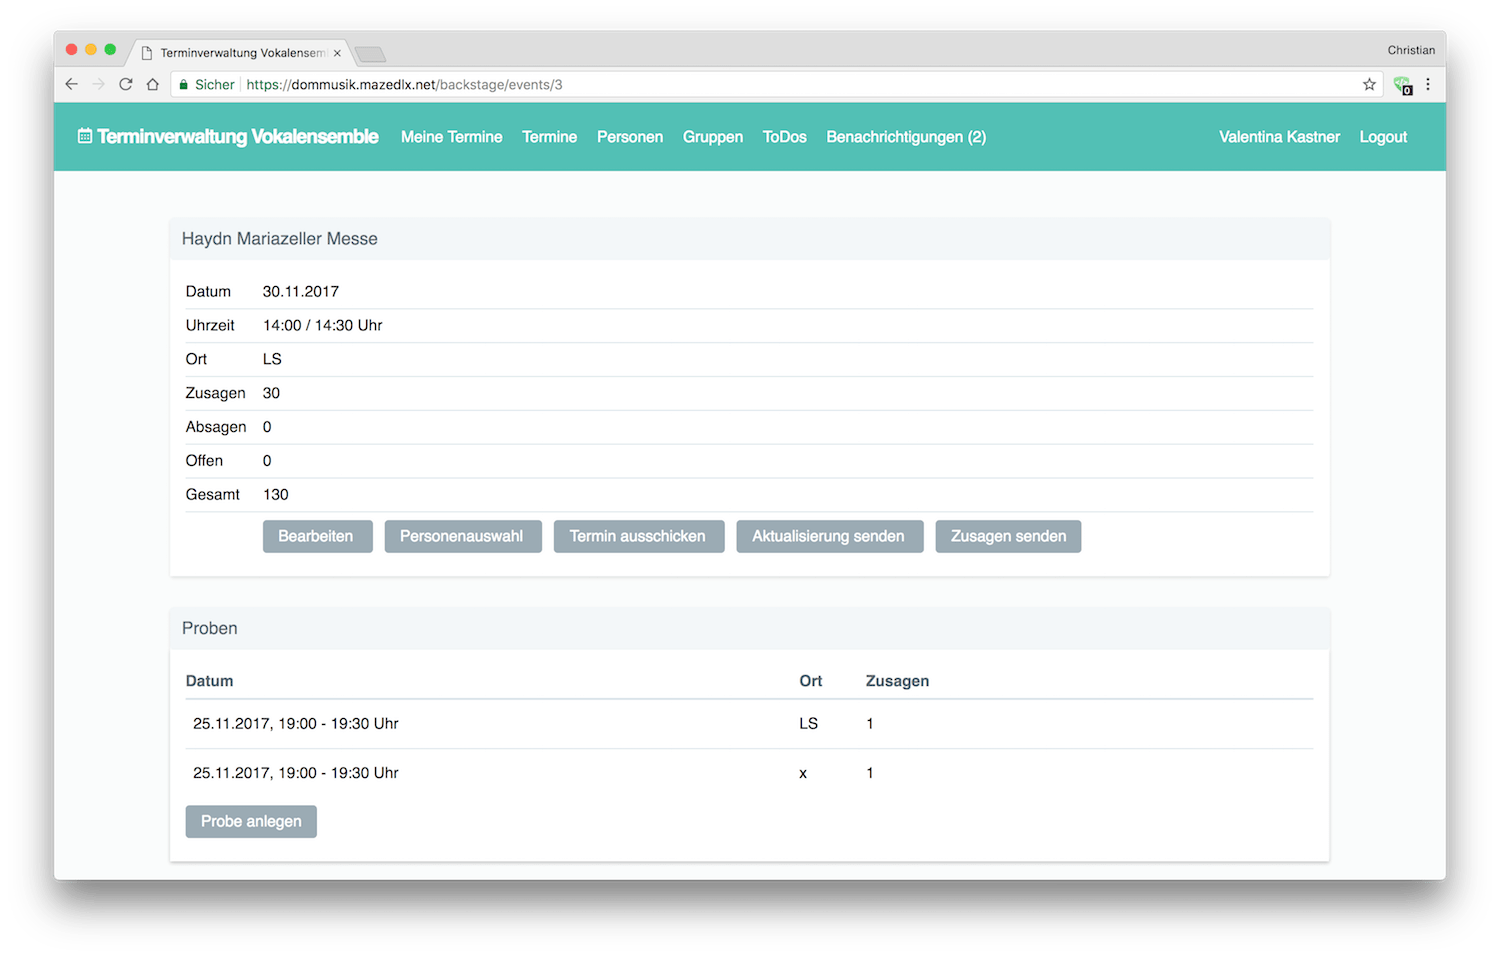 Terminverwaltung Vokalensem
Christian
Sicher https://dommusik.mazedlx.net/backstage/events/3
0
Terminverwaltung Vokalensemble Meine Termine Termine Personen Gruppen ToDos Benachrichtigungen (2) Valentina Kastner Logout
Haydn Mariazeller Messe
Datum 30.11.2017
Uhrzeit 14:00 / 14:30 Uhr
Ort LS
Zusagen 30
Absagen 0
Offen 0
Gesamt 130
Bearbeiten Personenauswahl Termin ausschicken Aktualisierung senden Zusagen senden
Proben
Datum Ort Zusagen
25.11.2017, 19:00 - 19:30 Uhr LS 1
25.11.2017, 19:00 - 19:30 Uhr x 1
Probe anlegen